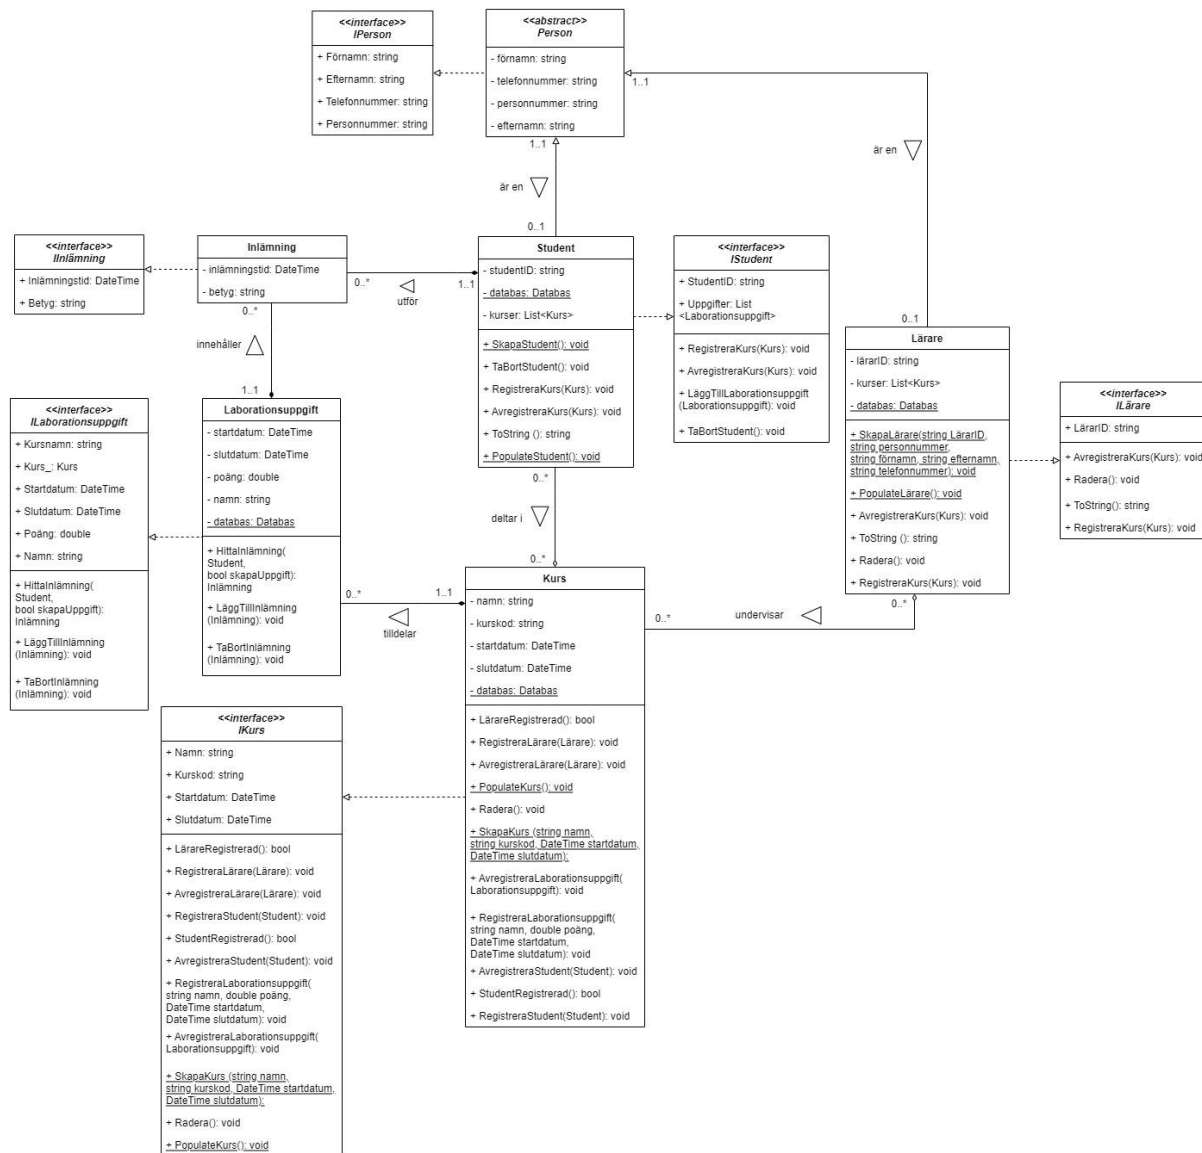 <<interface>>
IPerson
+ Förnamn: string
+ Efternamn: string
+ Telefonnummer: string
+ Personnummer: string
<<abstract>>
Person
- förnamn: string
- telefonnummer: string
- personnummer: string
- efternamn: string
1..1
1..1
är en
är en
0..1
0..1
<<interface>>
IInlämning
+ Inlämningstid: DateTime
+ Betyg: string
Inlämning
- inlämningstid: DateTime
- betyg: string
0..*
0..*
utför
1..1
Student
- studentID: string
- databas: Databas
- kurser: List<Kurs>
+ SkapaStudent(): void
+ TaBortStudent(): void
+ RegistreraKurs(Kurs): void
+ AvregistreraKurs(Kurs): void
+ ToString (): string
+ PopulateStudent(): void
<<interface>>
IStudent
+ StudentID: string
+ Uppgifter: List
<Laborationsuppgift>
+ RegistreraKurs(Kurs): void
+ AvregistreraKurs(Kurs): void
+ LäggTillLaborationsuppgift
(Laborationsuppgift): void
+ TaBortStudent(): void
Lärare
- lärarID: string
- kurser: List<Kurs>
- databas: Databas
+ SkapaLärare(string LärarID,
string personnummer,
string förnamn, string efternamn,
string telefonnummer): void
+ PopulateLärare(): void
+ AvregistreraKurs(Kurs): void
+ ToString (): string
+ Radera(): void
+ RegistreraKurs(Kurs): void
<<interface>>
ILärare
+ LärarID: string
+ AvregistreraKurs(Kurs): void
+ Radera(): void
+ ToString(): string
+ RegistreraKurs(Kurs): void
innehåller
1..1
<<interface>>
ILaborationsuppgift
+ Kursnamn: string
+ Kurs_: Kurs
+ Startdatum: DateTime
+ Slutdatum: DateTime
+ Poäng: double
+ Namn: string
+ HittaInlämning(
Student,
bool skapaUppgift):
Inlämning
+ LäggTillInlämning
(Inlämning): void
+ TaBortInlämning
(Inlämning): void
Laborationsuppgift
- startdatum: DateTime
- slutdatum: DateTime
- poäng: double
- namn: string
- databas: Databas
+ HittaInlämning(
Student,
bool skapaUppgift):
Inlämning
+ LäggTillInlämning
(Inlämning): void
+ TaBortInlämning
(Inlämning): void
0..*
deltar i
0..*
0..*
1..1
tilldelar
0..*
undervisar
0..*
Kurs
- namn: string
- kurskod: string
- startdatum: DateTime
- slutdatum: DateTime
- databas: Databas
+ LärareRegistrerad(): bool
+ RegistreraLärare(Lärare): void
+ AvregistreraLärare(Lärare): void
+ PopulateKurs(): void
+ Radera(): void
+ SkapaKurs (string namn,
string kurskod, DateTime startdatum,
DateTime slutdatum):
+ AvregistreraLaborationsuppgift(
Laborationsuppgift): void
+ RegistreraLaborationsuppgift(
string namn, double poäng,
DateTime startdatum,
DateTime slutdatum): void
+ AvregistreraStudent(Student): void
+ StudentRegistrerad(): bool
+ RegistreraStudent(Student): void
<<interface>>
IKurs
+ Namn: string
+ Kurskod: string
+ Startdatum: DateTime
+ Slutdatum: DateTime
+ LärareRegistrerad(): bool
+ RegistreraLärare(Lärare): void
+ AvregistreraLärare(Lärare): void
+ RegistreraStudent(Student): void
+ StudentRegistrerad(): bool
+ AvregistreraStudent(Student): void
+ RegistreraLaborationsuppgift(
string namn, double poäng,
DateTime startdatum,
DateTime slutdatum): void
+ AvregistreraLaborationsuppgift(
Laborationsuppgift): void
+ SkapaKurs (string namn,
string kurskod, DateTime startdatum,
DateTime slutdatum):
+ Radera(): void
+ PopulateKurs(): void